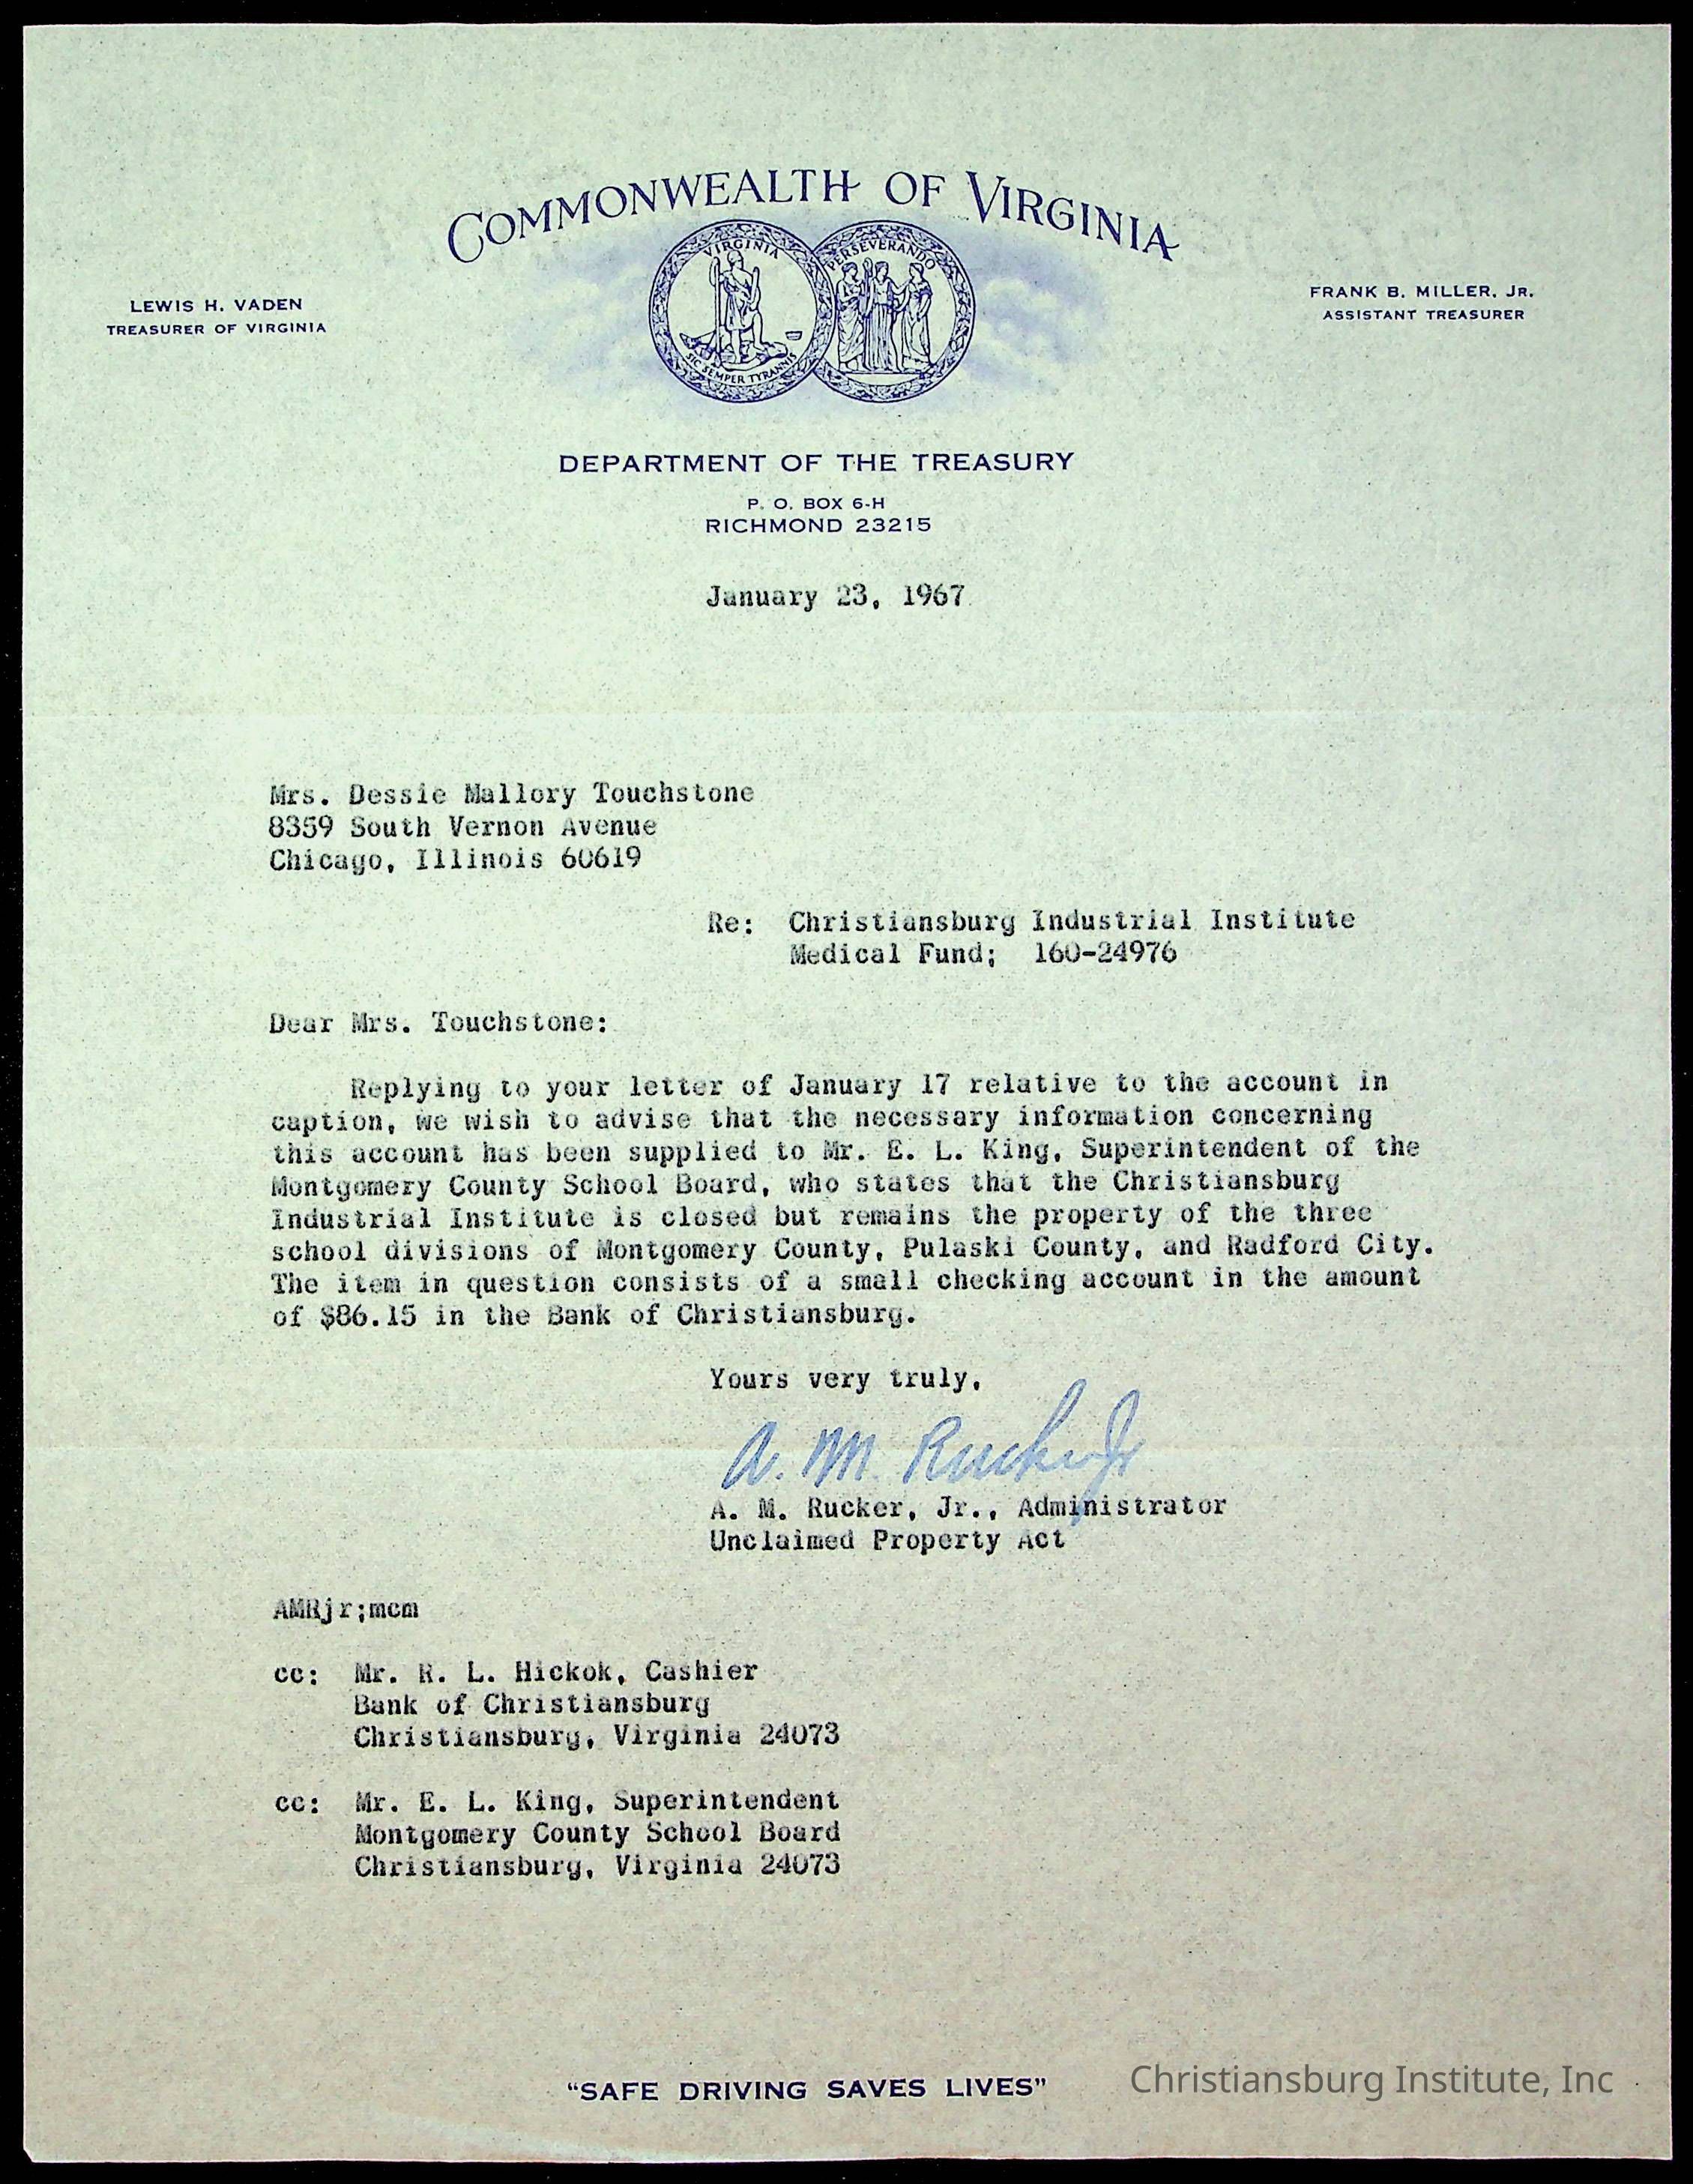 COMMONWEALTH OF VIRGINIA
VIRGINIA
SIC SEMPER TYRANNIS
PERSEVERANDO
LEWIS H. VADEN
TREASURER OF VIRGINIA
FRANK B. MILLER, JR.
ASSISTANT TREASURER
DEPARTMENT OF THE TREASURY
P. O. BOX 6-H
RICHMOND 23215
January 23, 1967
Mrs. Dessie Mallory Touchstone
8359 South Vernon Avenue
Chicago, Illinois 60619
Re: Christiansburg Industrial Institute
Medical Fund; 160-24976
Dear Mrs. Touchstone:
Replying to your letter of January 17 relative to the account in
caption, we wish to advise that the necessary information concerning
this account has been supplied to Mr. E. L. King, Superintendent of the
Montgomery County School Board, who states that the Christiansburg
Industrial Institute is closed but remains the property of the three
school divisions of Montgomery County, Pulaski County, and Radford City.
The item in question consists of a small checking account in the amount
of $86.15 in the Bank of Christiansburg.
Yours very truly,
A. M. Rucker Jr
A. M. Rucker, Jr., Administrator
Unclaimed Property Act
AMRjr;mcm
cc: Mr. R. L. Hickok, Cashier
Bank of Christiansburg
Christiansburg, Virginia 24073
cc: Mr. E. L. King, Superintendent
Montgomery County School Board
Christiansburg, Virginia 24073
"SAFE DRIVING SAVES LIVES"
Christiansburg Institute, Inc